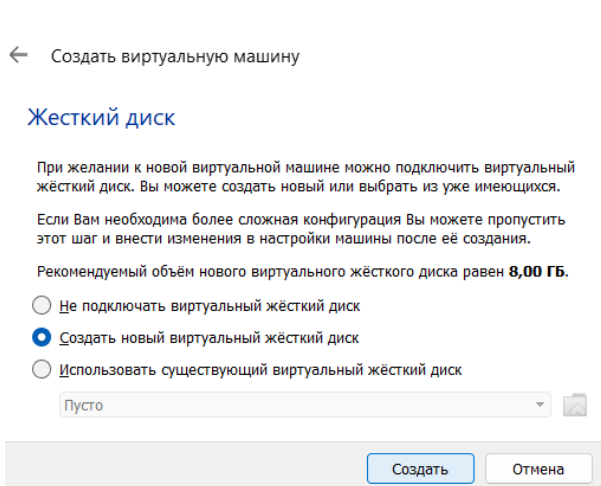 Создать виртуальную машину
Жесткий диск
При желании к новой виртуальной машине можно подключить виртуальный
жёсткий диск. Вы можете создать новый или выбрать из уже имеющихся.
Если Вам необходима более сложная конфигурация Вы можете пропустить
этот шаг и внести изменения в настройки машины после её создания.
Рекомендуемый объём нового виртуального жёсткого диска равен 8,00 ГБ.
Не подключать виртуальный жёсткий диск
Создать новый виртуальный жёсткий диск
Использовать существующий виртуальный жёсткий диск
Пусто
Создать Отмена